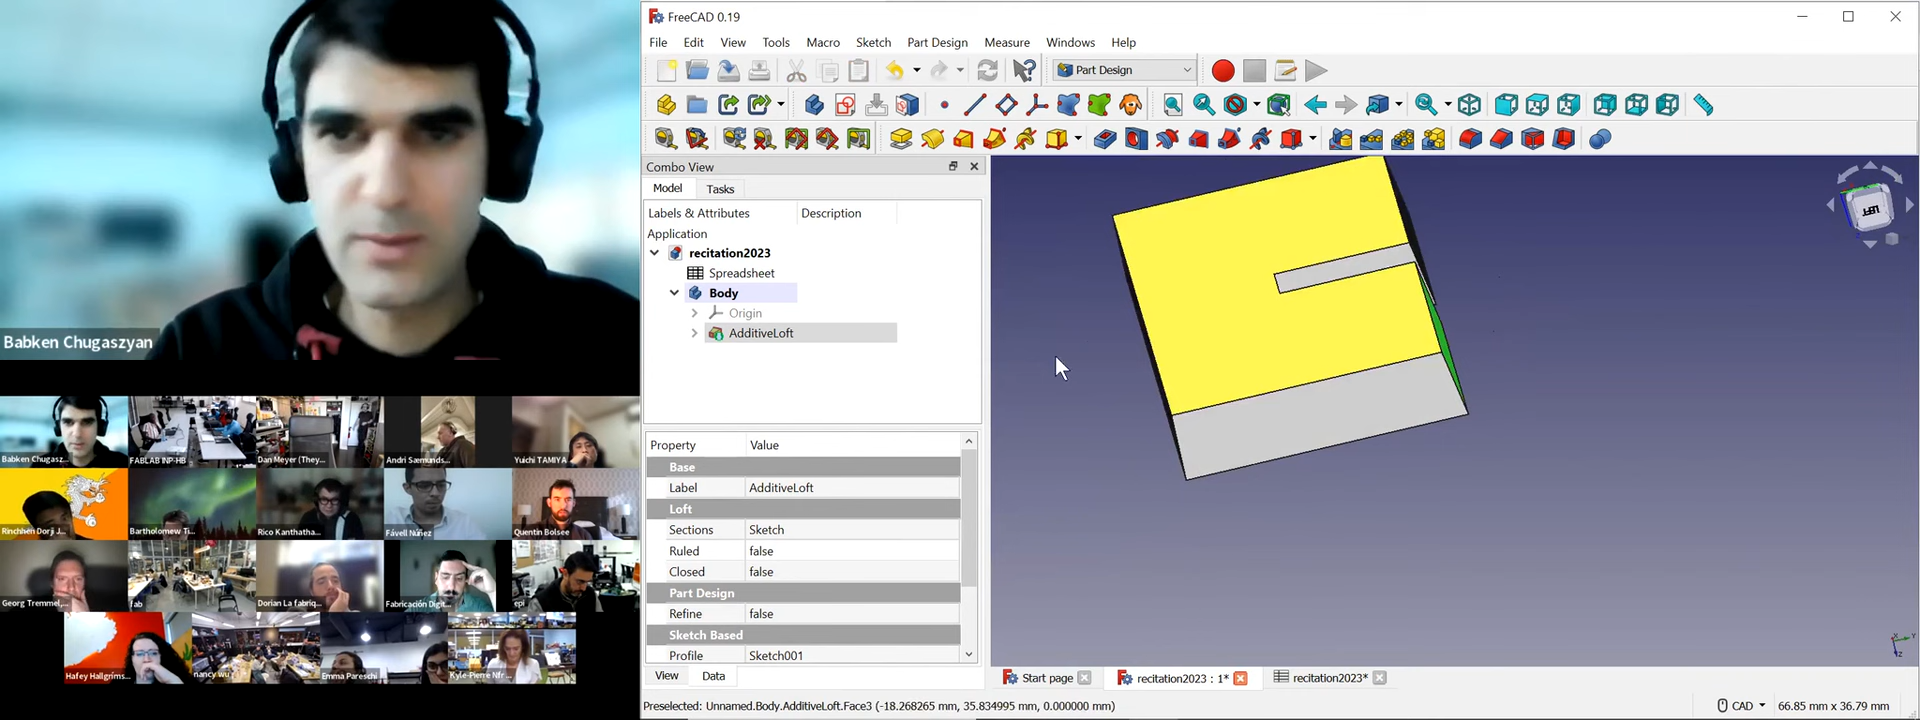 Babken Chugaszyan
Babken Chugasz...
FABLAB INP-HB
Dan Meyer (They...
Andri Sæmunds...
Yuichi TAMIYA
Rinchhen Dorji J...
Bartholomew Ti...
Rico Kanthatha...
Fávell Núñez
Quentin Bolsee
Georg Tremmel,...
fab
Dorian La fabriq...
Fabricación Digit...
epi
Hafey Hallgríms...
nancy wu
Emma Pareschi
Kyle-Pierre Nfr...
FreeCAD 0.19
File Edit View Tools Macro Sketch Part Design Measure Windows Help
Part Design
Combo View
Model Tasks
Labels & Attributes Description
Application
recitation2023
Spreadsheet
Body
Origin
AdditiveLoft
Property Value
Base
Label AdditiveLoft
Loft
Sections Sketch
Ruled false
Closed false
Part Design
Refine false
Sketch Based
Profile Sketch001
View Data
LEFT
Start page recitation2023 : 1* recitation2023*
Preselected: Unnamed.Body.AdditiveLoft.Face3 (-18.268265 mm, 35.834995 mm, 0.000000 mm)
CAD 66.85 mm x 36.79 mm